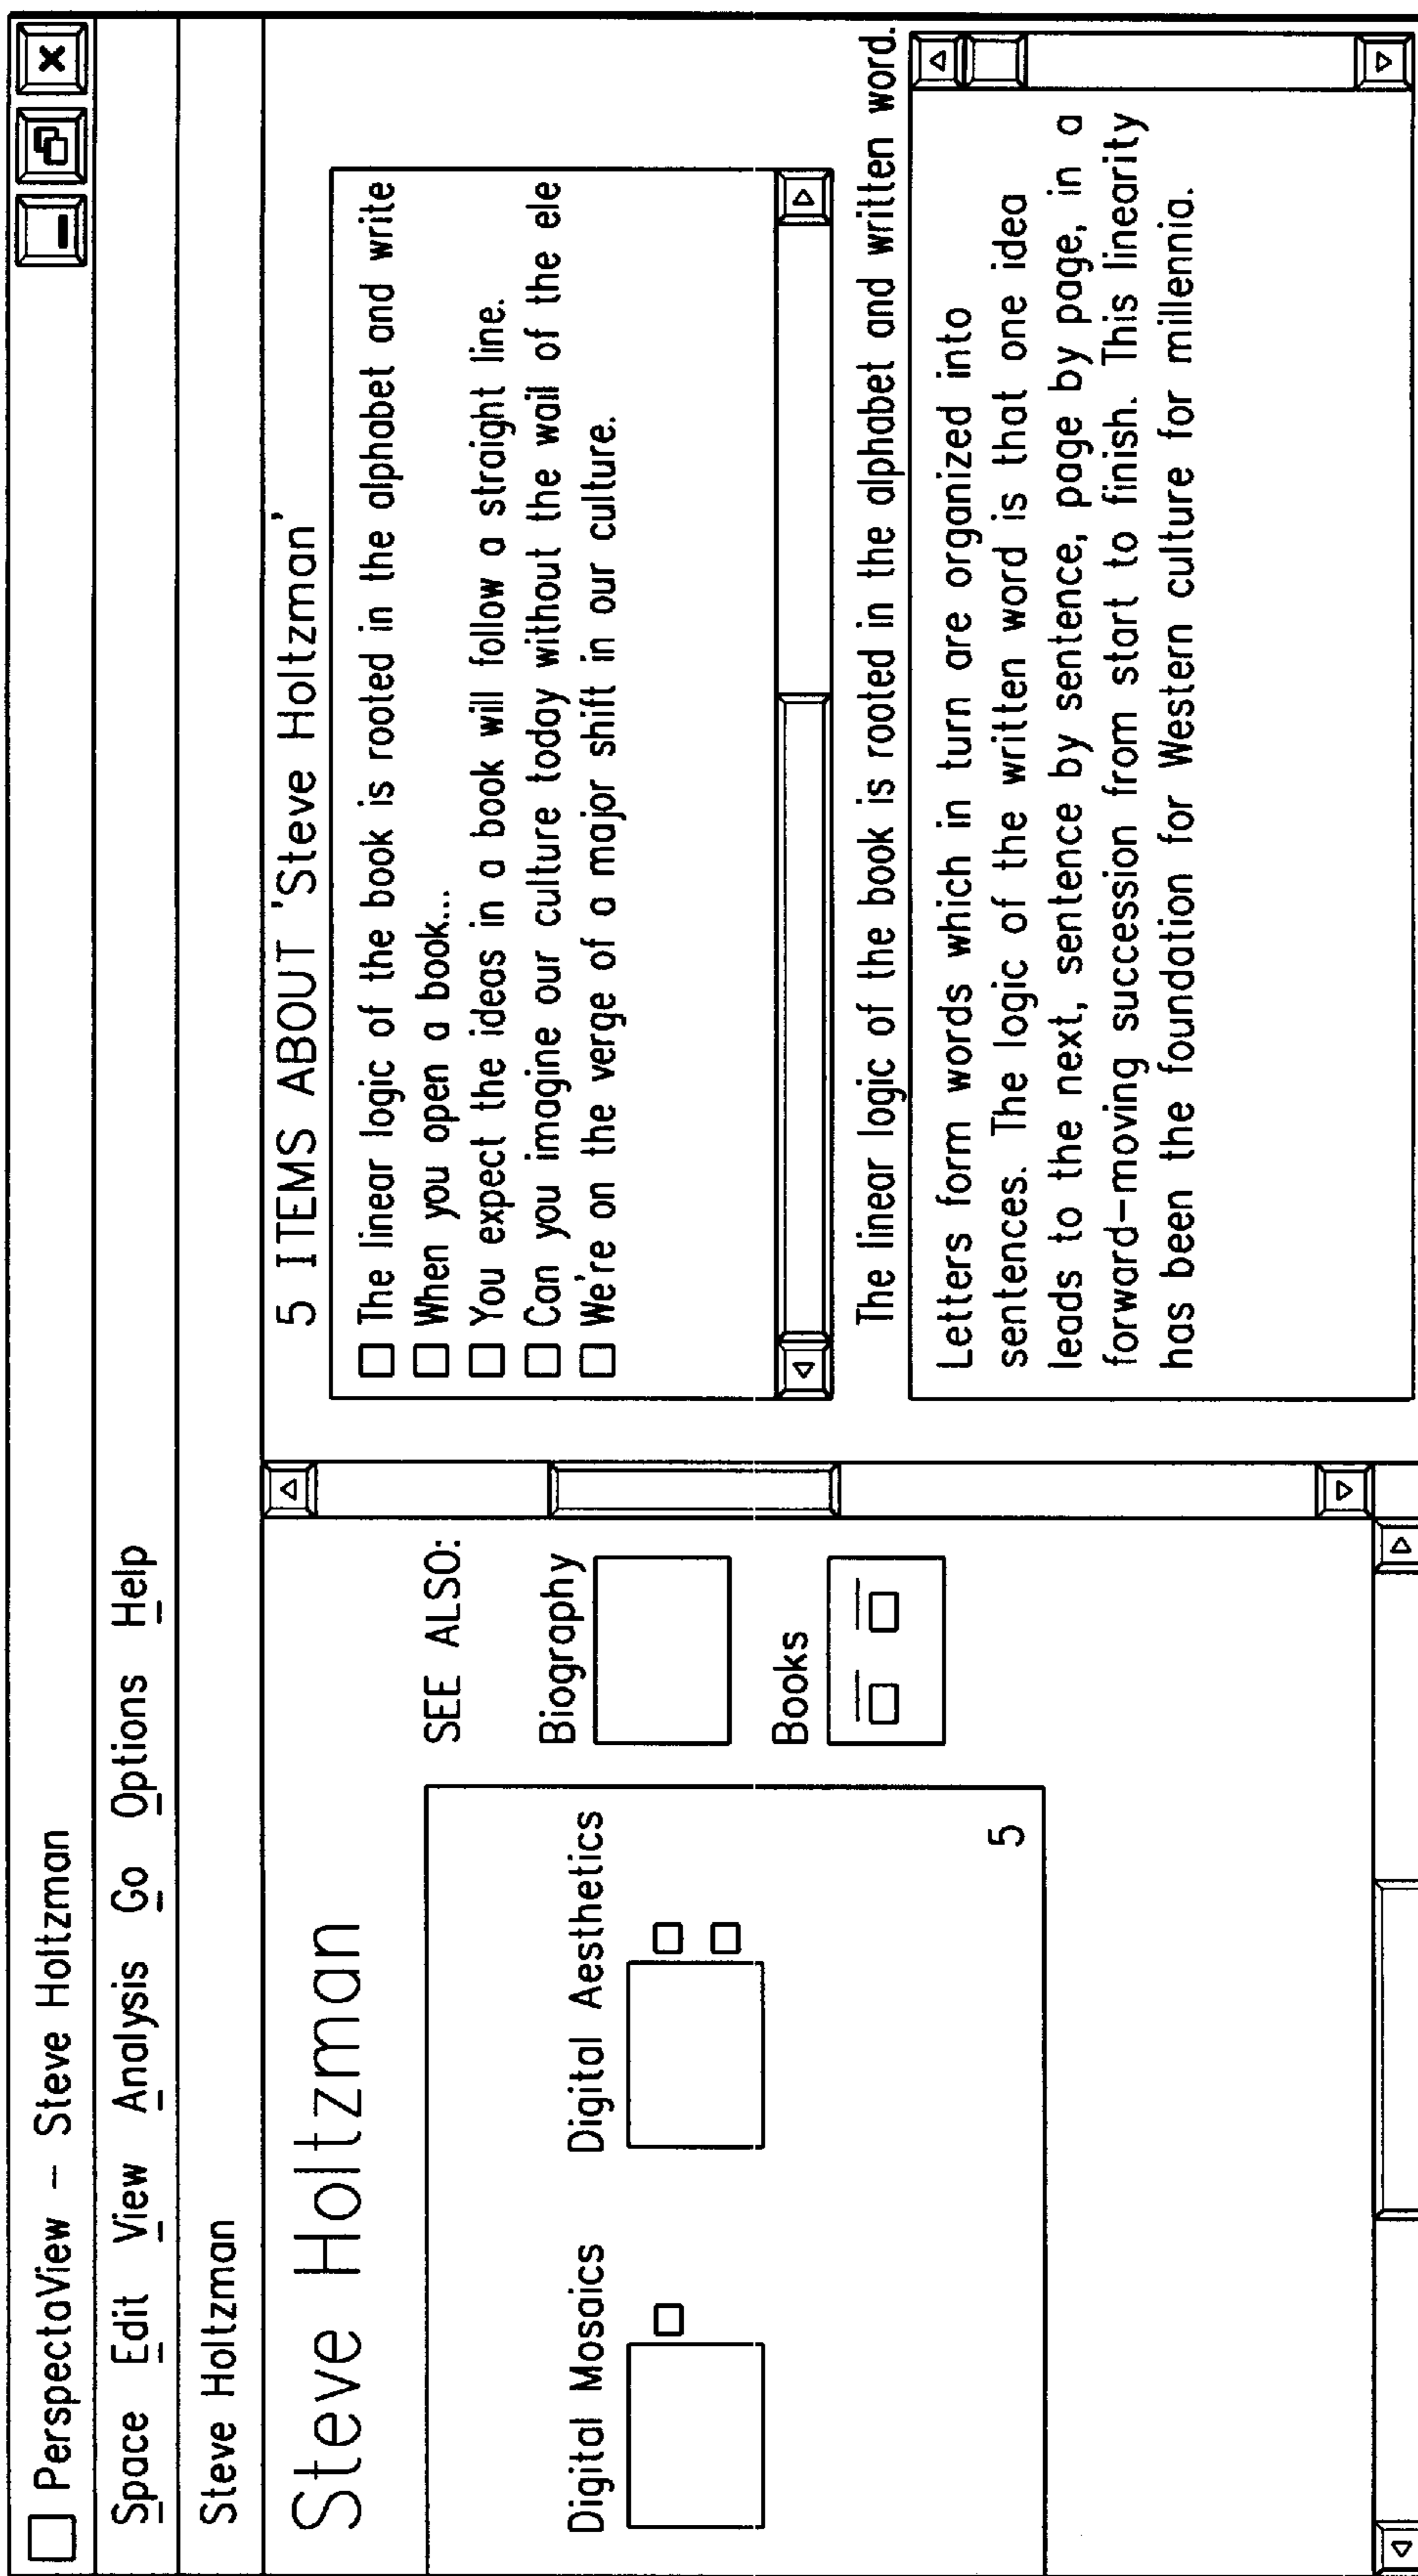 PerspectaView – Steve Holtzman
Space Edit View Analysis Go Options Help
Steve Holtzman
Steve Holtzman
Digital Mosaics
Digital Aesthetics
5
SEE ALSO:
Biography
Books
5 ITEMS ABOUT 'Steve Holtzman'
The linear logic of the book is rooted in the alphabet and write
When you open a book...
You expect the ideas in a book will follow a straight line.
Can you imagine our culture today without the wail of the ele
We're on the verge of a major shift in our culture.
The linear logic of the book is rooted in the alphabet and written word.
Letters form words which in turn are organized into
sentences. The logic of the written word is that one idea
leads to the next, sentence by sentence, page by page, in a
forward–moving succession from start to finish. This linearity
has been the foundation for Western culture for millennia.